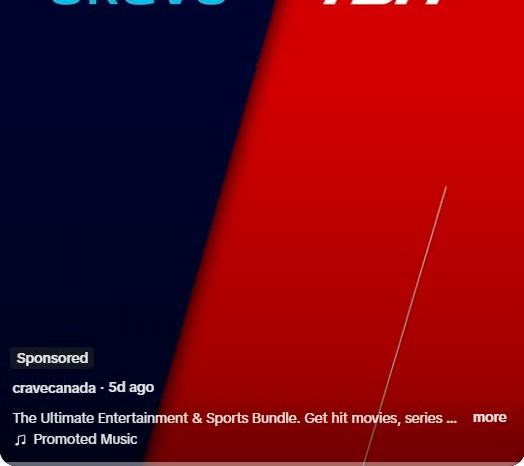 Sponsored
cravecanada · 5d ago
The Ultimate Entertainment & Sports Bundle. Get hit movies, series ... more
Promoted Music